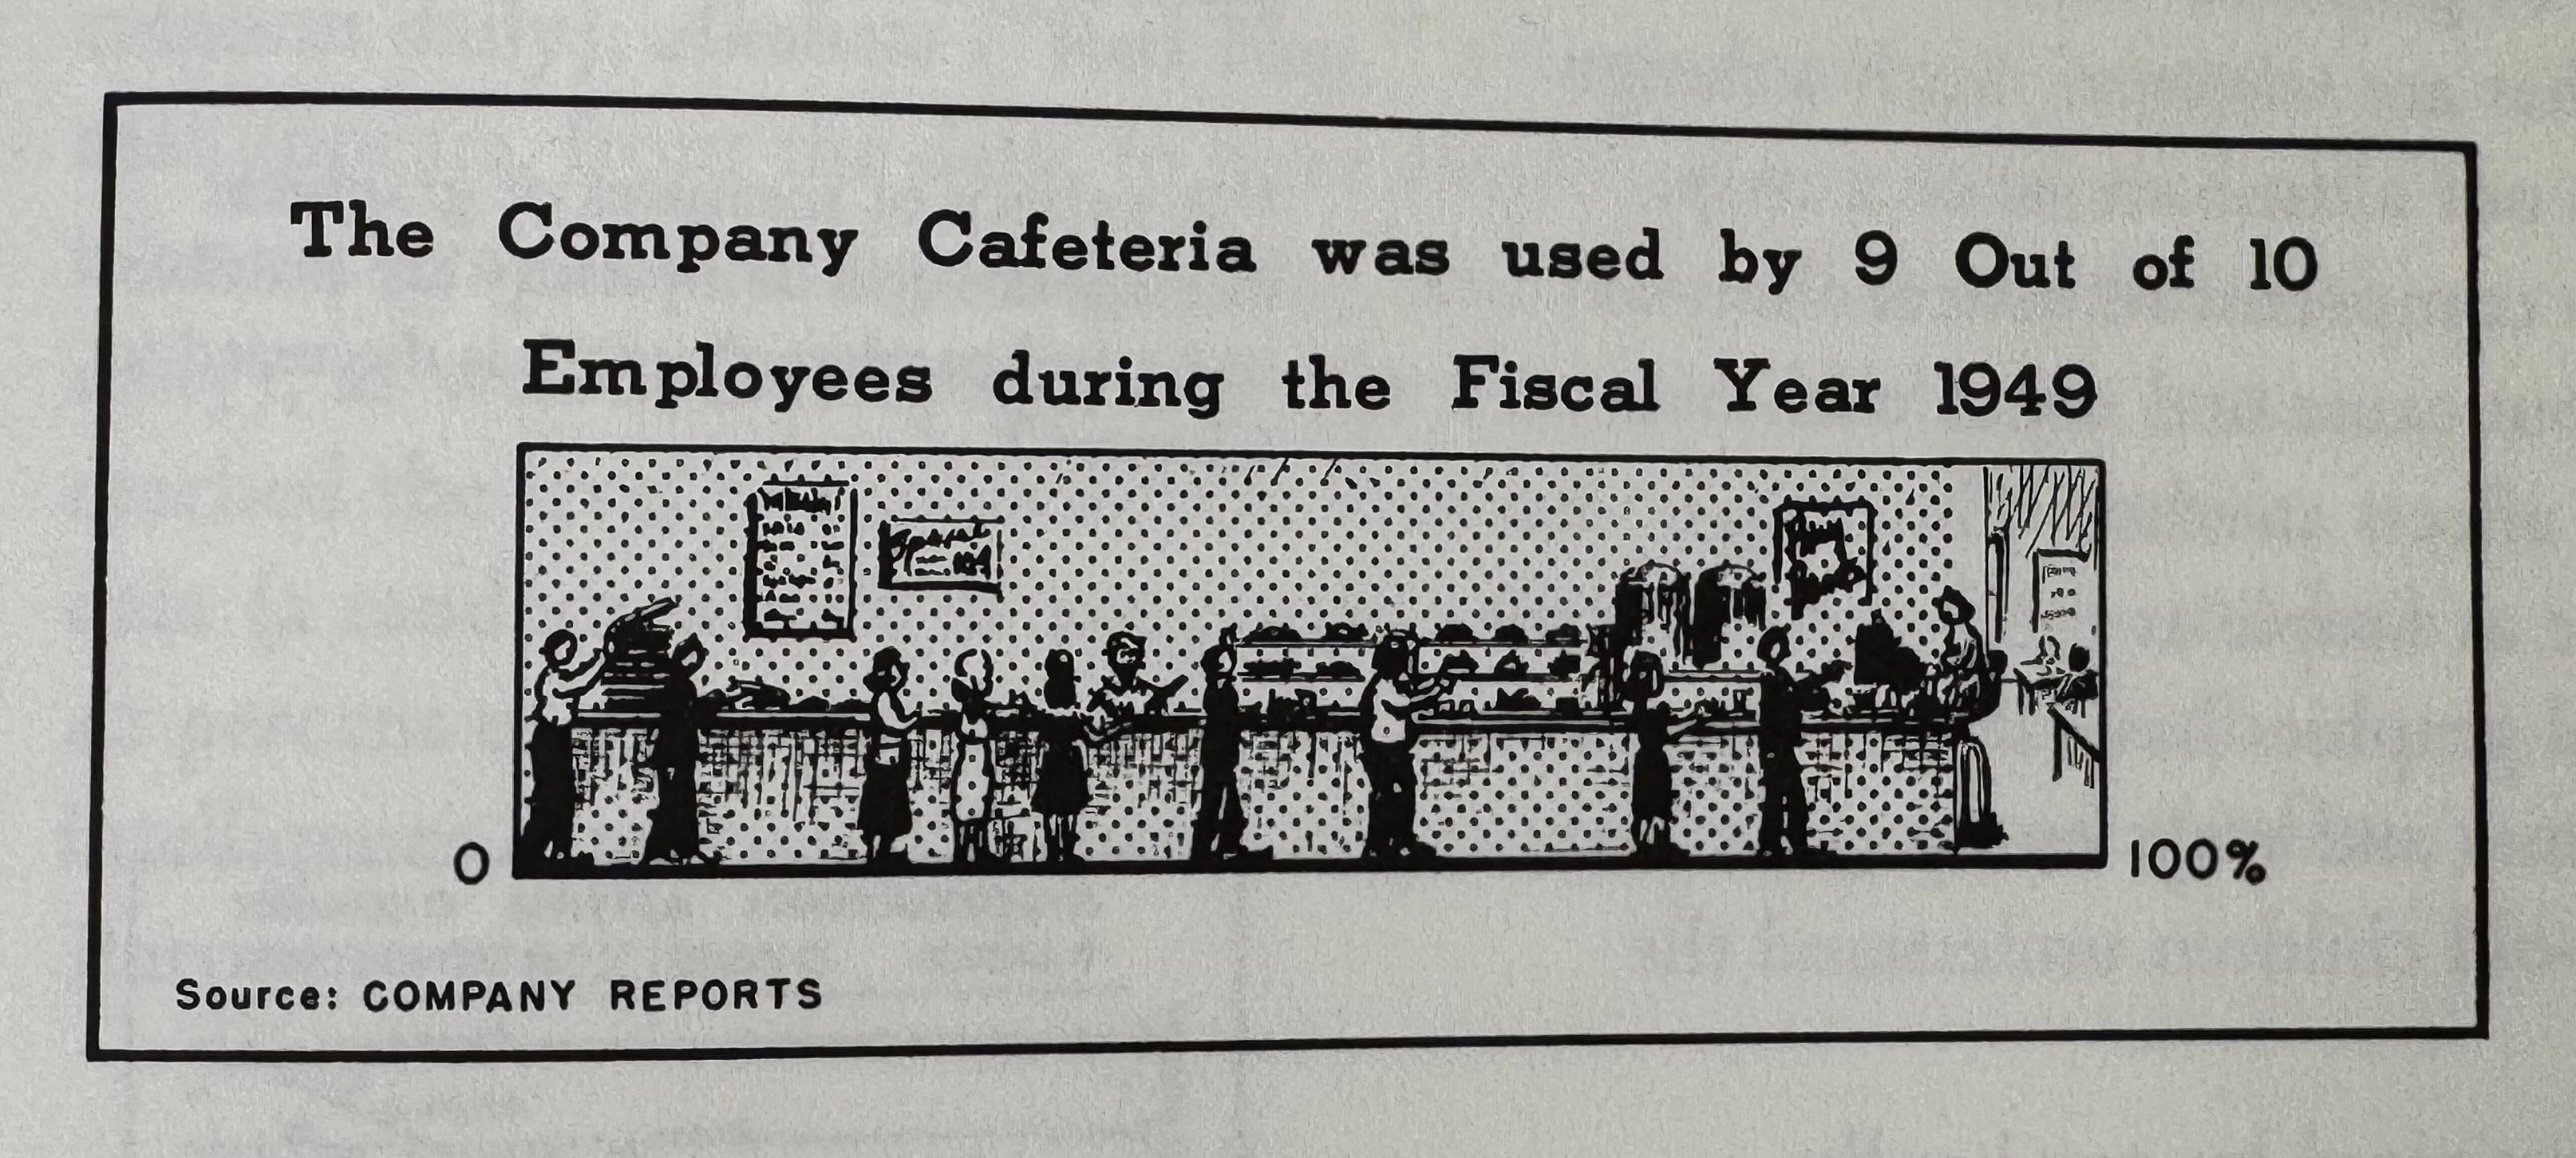 The Company Cafeteria was used by 9 Out of 10
Employees during the Fiscal Year 1949
0
100%
Source: COMPANY REPORTS